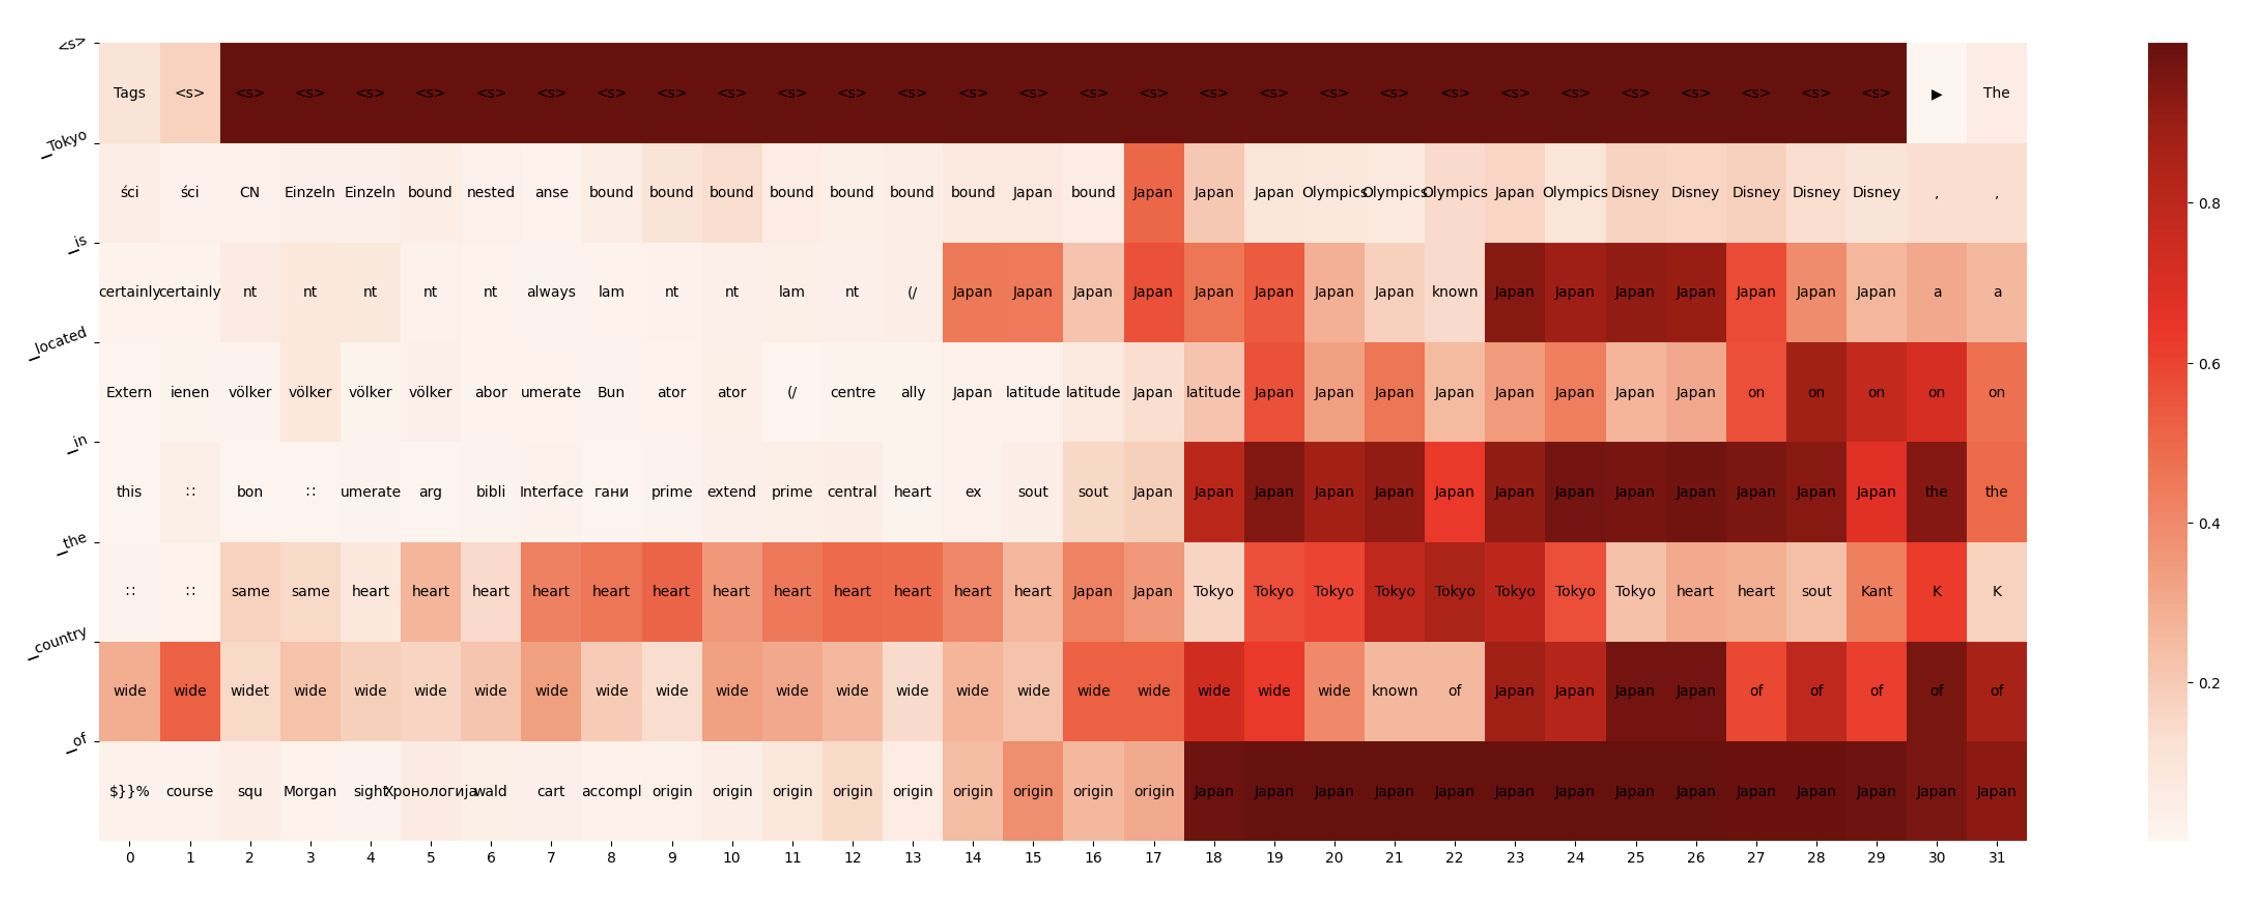 <s>
Tags <s> <s> <s> <s> <s> <s> <s> <s> <s> <s> <s> <s> <s> <s> <s> <s> <s> <s> <s> <s> <s> <s> <s> <s> <s> <s> <s> <s> <s> ▶ The
_Tokyo
ści ści CN Einzeln Einzeln bound nested anse bound bound bound bound bound bound bound Japan bound Japan Japan Japan Olympics Olympics Olympics Japan Olympics Disney Disney Disney Disney Disney , ,
0.8
_is
certainly certainly nt nt nt nt nt always lam nt nt lam nt (/ Japan Japan Japan Japan Japan Japan Japan Japan known Japan Japan Japan Japan Japan Japan Japan a a
_located
0.6
Extern ienen völker völker völker völker abor umerate Bun ator ator (/ centre ally Japan latitude latitude Japan latitude Japan Japan Japan Japan Japan Japan Japan Japan on on on on on
_in
this :: bon :: umerate arg bibli Interface гани prime extend prime central heart ex sout sout Japan Japan Japan Japan Japan Japan Japan Japan Japan Japan Japan Japan Japan the the
0.4
_the
:: :: same same heart heart heart heart heart heart heart heart heart heart heart heart Japan Japan Tokyo Tokyo Tokyo Tokyo Tokyo Tokyo Tokyo Tokyo heart heart sout Kant K K
_country
0.2
wide wide widet wide wide wide wide wide wide wide wide wide wide wide wide wide wide wide wide wide wide known of Japan Japan Japan Japan of of of of of
_of
$}}% course squ Morgan sight Хронологија wald cart accompl origin origin origin origin origin origin origin origin origin Japan Japan Japan Japan Japan Japan Japan Japan Japan Japan Japan Japan Japan Japan
0 1 2 3 4 5 6 7 8 9 10 11 12 13 14 15 16 17 18 19 20 21 22 23 24 25 26 27 28 29 30 31